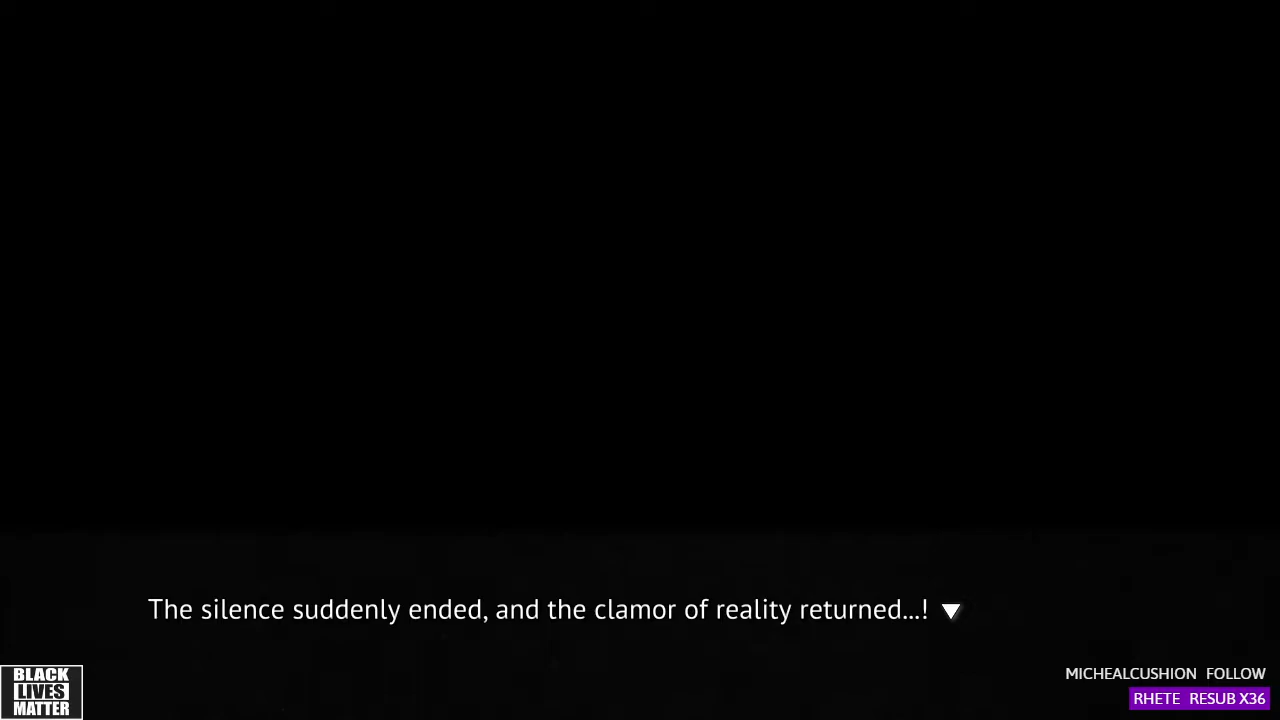 The silence suddenly ended, and the clamor of reality returned...!
BLACK
LIVES
MATTER
MICHEALCUSHION FOLLOW
RHETE RESUB X36